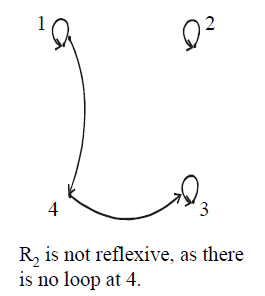 1
2
4
3
R₂ is not reflexive, as there
is no loop at 4.